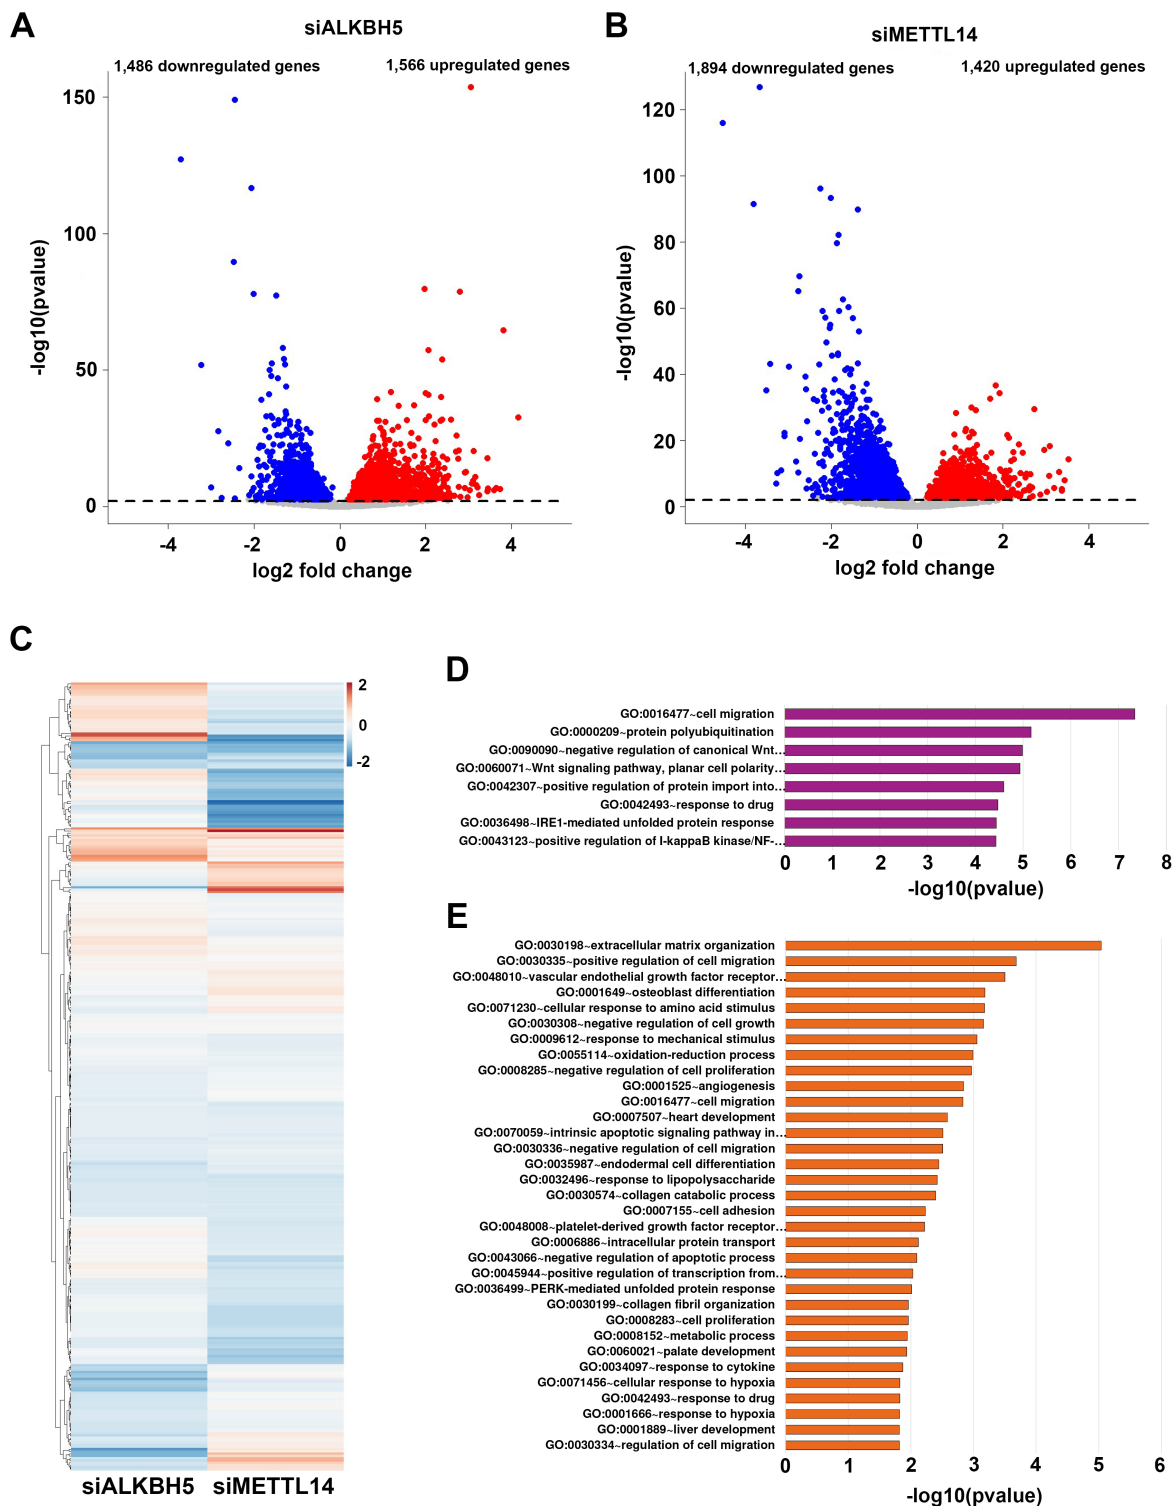 A
siALKBH5
1,486 downregulated genes
1,566 upregulated genes
150
100
50
0
-log10(pvalue)
-4
-2
0
2
4
log2 fold change
B
siMETTL14
1,894 downregulated genes
1,420 upregulated genes
120
100
80
60
40
20
0
-log10(pvalue)
-4
-2
0
2
4
log2 fold change
C
2
0
-2
siALKBH5
siMETTL14
D
GO:0016477~cell migration
GO:0000209~protein polyubiquitination
GO:0090090~negative regulation of canonical Wnt...
GO:0060071~Wnt signaling pathway, planar cell polarity...
GO:0042307~positive regulation of protein import into...
GO:0042493~response to drug
GO:0036498~IRE1-mediated unfolded protein response
GO:0043123~positive regulation of I-kappaB kinase/NF-...
0 1 2 3 4 5 6 7 8
-log10(pvalue)
E
GO:0030198~extracellular matrix organization
GO:0030335~positive regulation of cell migration
GO:0048010~vascular endothelial growth factor receptor...
GO:0001649~osteoblast differentiation
GO:0071230~cellular response to amino acid stimulus
GO:0030308~negative regulation of cell growth
GO:0009612~response to mechanical stimulus
GO:0055114~oxidation-reduction process
GO:0008285~negative regulation of cell proliferation
GO:0001525~angiogenesis
GO:0016477~cell migration
GO:0007507~heart development
GO:0070059~intrinsic apoptotic signaling pathway in...
GO:0030336~negative regulation of cell migration
GO:0035987~endodermal cell differentiation
GO:0032496~response to lipopolysaccharide
GO:0030574~collagen catabolic process
GO:0007155~cell adhesion
GO:0048008~platelet-derived growth factor receptor...
GO:0006886~intracellular protein transport
GO:0043066~negative regulation of apoptotic process
GO:0045944~positive regulation of transcription from...
GO:0036499~PERK-mediated unfolded protein response
GO:0030199~collagen fibril organization
GO:0008283~cell proliferation
GO:0008152~metabolic process
GO:0060021~palate development
GO:0034097~response to cytokine
GO:0071456~cellular response to hypoxia
GO:0042493~response to drug
GO:0001666~response to hypoxia
GO:0001889~liver development
GO:0030334~regulation of cell migration
0 1 2 3 4 5 6
-log10(pvalue)